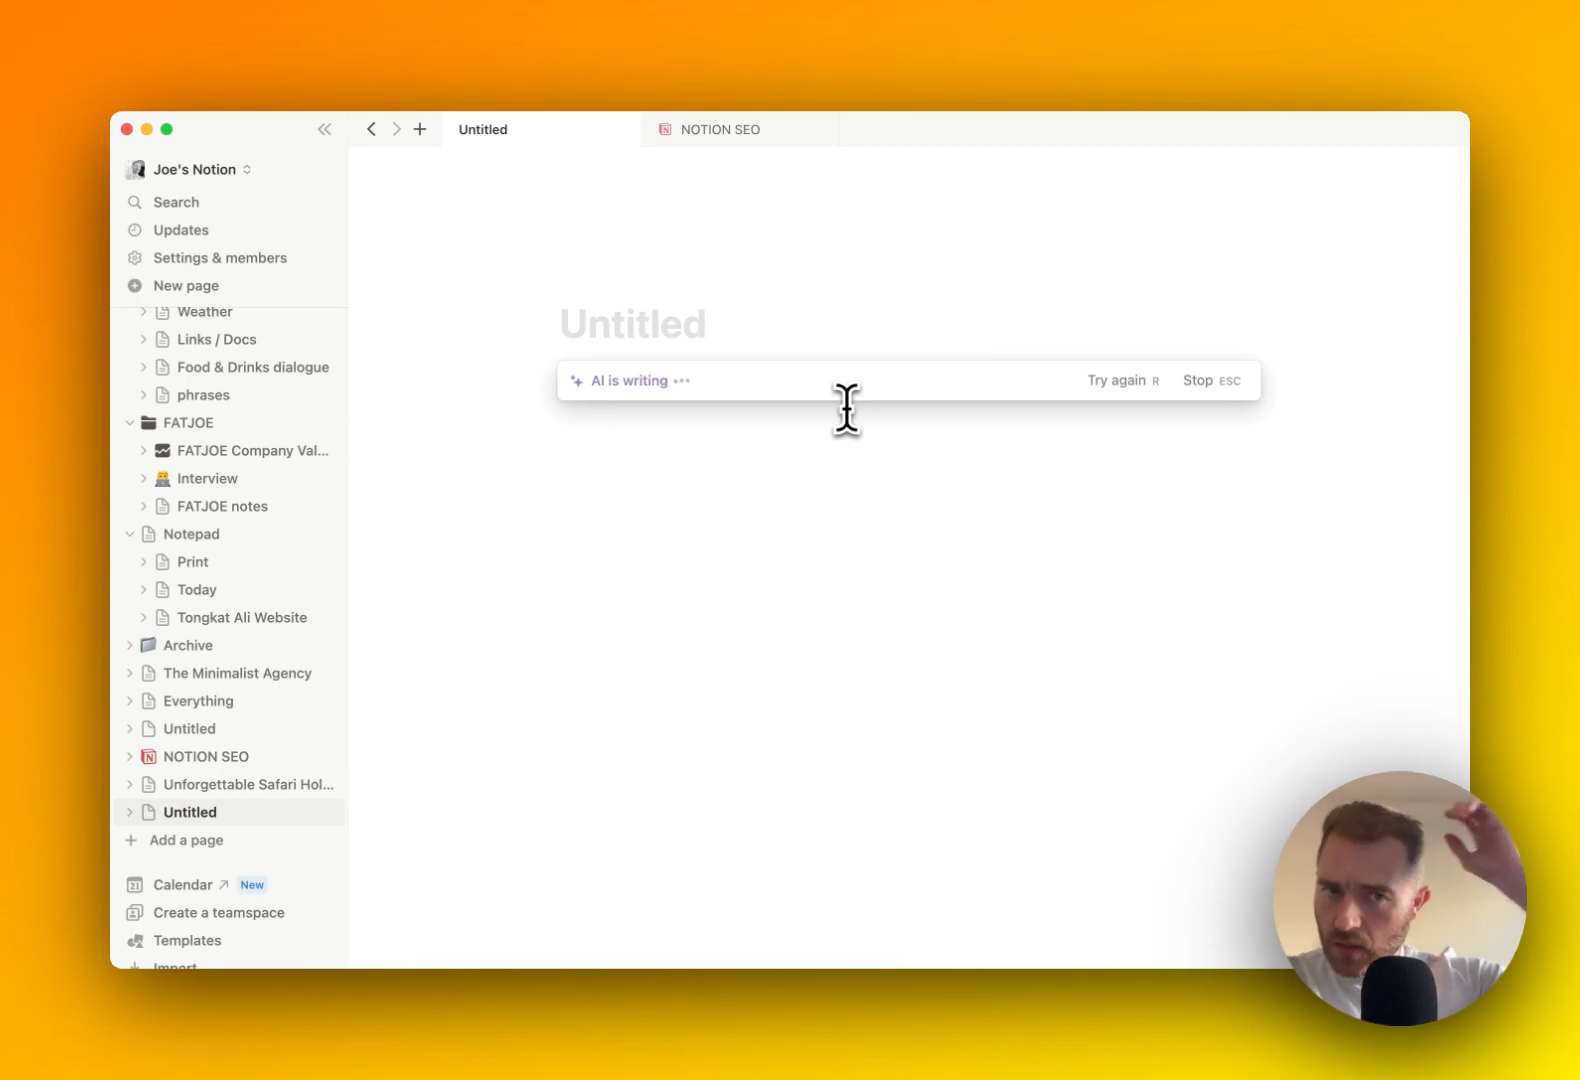 Untitled
NOTION SEO
Joe's Notion
Search
Updates
Settings & members
New page
Weather
Links / Docs
Food & Drinks dialogue
phrases
FATJOE
FATJOE Company Val...
Interview
FATJOE notes
Notepad
Print
Today
Tongkat Ali Website
Archive
The Minimalist Agency
Everything
Untitled
NOTION SEO
Unforgettable Safari Hol...
Untitled
Add a page
21 Calendar ↗ New
Create a teamspace
Templates
Import
Untitled
AI is writing ••• Try again R Stop ESC